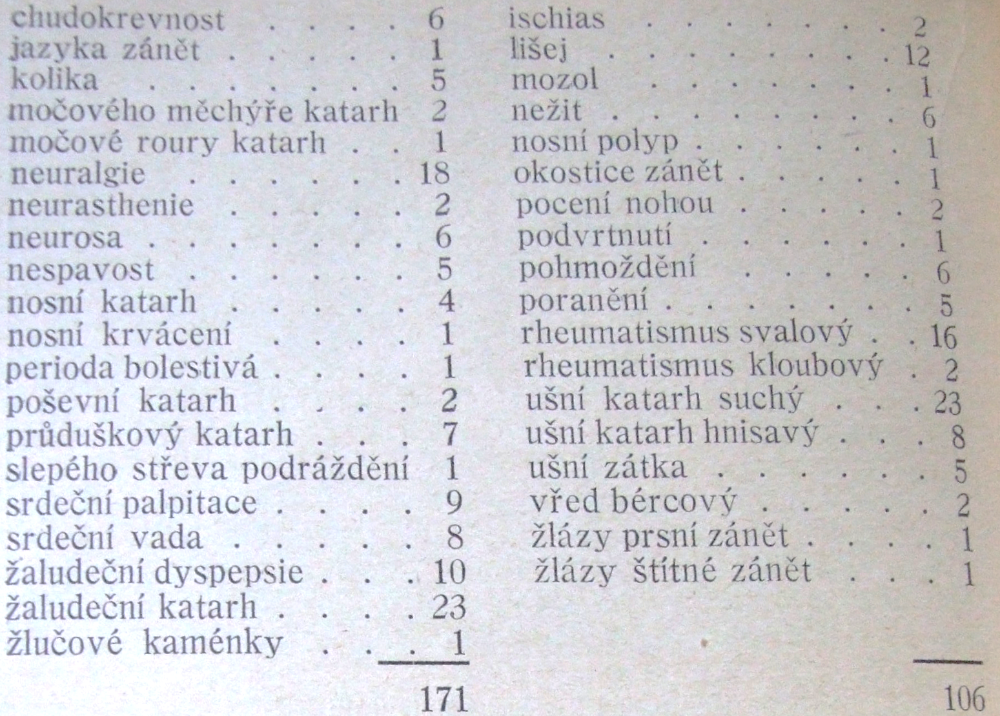 chudokrevnost . . . . 6
jazyka zánět . . . . . 1
kolika . . . . . . . 5
močového měchýře katarh 2
močové roury katarh . . 1
neuralgie . . . . . . 18
neurasthenie . . . . . 2
neurosa . . . . . . . 6
nespavost . . . . . . 5
nosní katarh . . . . . 4
nosní krvácení . . . . 1
perioda bolestivá . . . . 1
poševní katarh . . . . 2
průduškový katarh . . . 7
slepého střeva podráždění 1
srdeční palpitace . . . . 9
srdeční vada . . . . . 8
žaludeční dyspepsie . . . 10
žaludeční katarh . . . . 23
žlučové kaménky . . . 1
171
ischias . . . . . . . 2
lišej . . . . . . . . 12
mozol . . . . . . . 1
nežit . . . . . . . . 6
nosní polyp . . . . . . 1
okostice zánět . . . . . 1
pocení nohou . . . . . 2
podvrtnutí . . . . . . 1
pohmoždění . . . . . 6
poranění . . . . . . . 5
rheumatismus svalový . . 16
rheumatismus kloubový . 2
ušní katarh suchý . . . 23
ušní katarh hnisavý . . . 8
ušní zátka . . . . . . 5
vřed bércový . . . . . 2
žlázy prsní zánět . . . . 1
žlázy štítné zánět . . . 1
106